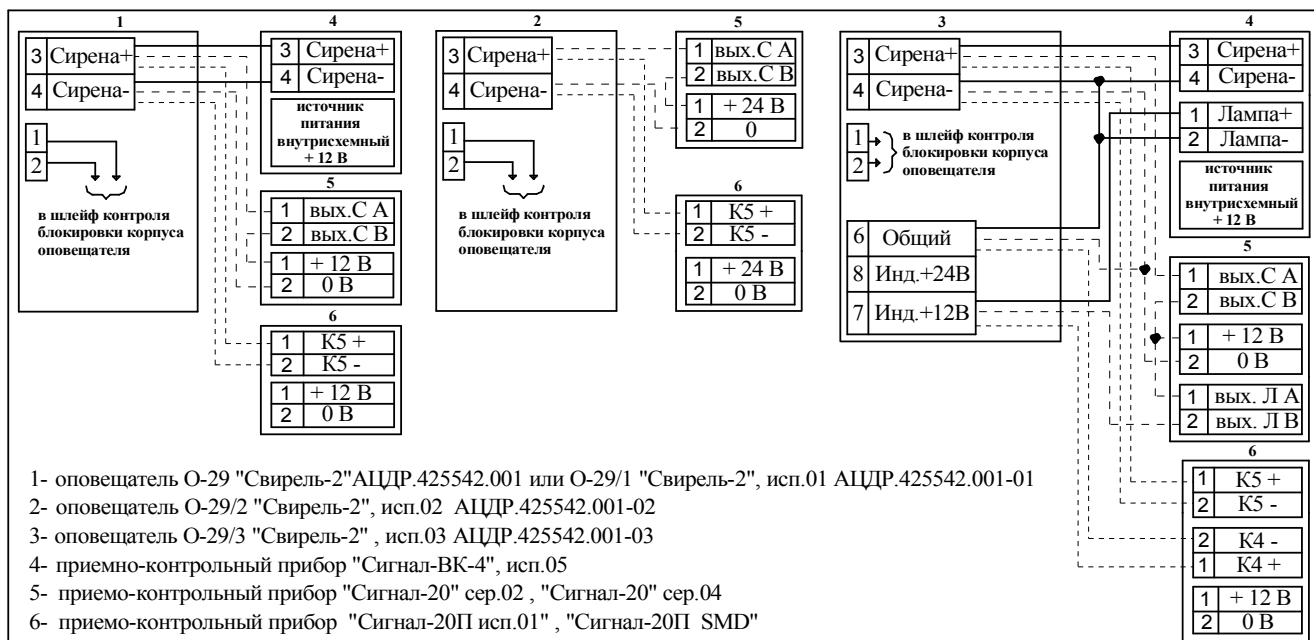 1
3 Сирена+
4 Сирена-
1
2
в шлейф контроля
блокировки корпуса
оповещателя
4
3 Сирена+
4 Сирена-
источник
питания
внутрисхемный
+ 12 В
5
1 вых.С А
2 вых.С В
1 + 12 В
2 0 В
6
1 К5 +
2 К5 -
1 + 12 В
2 0 В
2
3 Сирена+
4 Сирена-
1
2
в шлейф контроля
блокировки корпуса
оповещателя
5
1 вых.С А
2 вых.С В
1 + 24 В
2 0
6
1 К5 +
2 К5 -
1 + 24 В
2 0 В
3
3 Сирена+
4 Сирена-
1
2
в шлейф контроля
блокировки корпуса
оповещателя
6 Общий
8 Инд.+24В
7 Инд.+12В
4
3 Сирена+
4 Сирена-
1 Лампа+
2 Лампа-
источник
питания
внутрисхемный
+ 12 В
5
1 вых.С А
2 вых.С В
1 + 12 В
2 0 В
1 вых. Л А
2 вых. Л В
6
1 К5 +
2 К5 -
2 К4 -
1 К4 +
1 + 12 В
2 0 В
1- оповещатель О-29 "Свирель-2"АЦДР.425542.001 или О-29/1 "Свирель-2", исп.01 АЦДР.425542.001-01
2- оповещатель О-29/2 "Свирель-2", исп.02 АЦДР.425542.001-02
3- оповещатель О-29/3 "Свирель-2" , исп.03 АЦДР.425542.001-03
4- приемно-контрольный прибор "Сигнал-ВК-4", исп.05
5- приемо-контрольный прибор "Сигнал-20" сер.02 , "Сигнал-20" сер.04
6- приемо-контрольный прибор "Сигнал-20П исп.01" , "Сигнал-20П SMD"